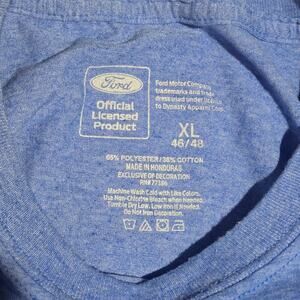 Ford
Official
Licensed
Product
Ford Motor Company
trademarks and trade
dress used under license
to Dynasty Apparel Corp.
XL
46/48
65% POLYESTER/35% COTTON
MADE IN HONDURAS
EXCLUSIVE OF DECORATION
RN# 77386
Machine Wash Cold with Like Colors.
Use Non-Chlorine Bleach when Needed.
Tumble Dry Low. Low Iron if Needed.
Do Not Iron Decoration.